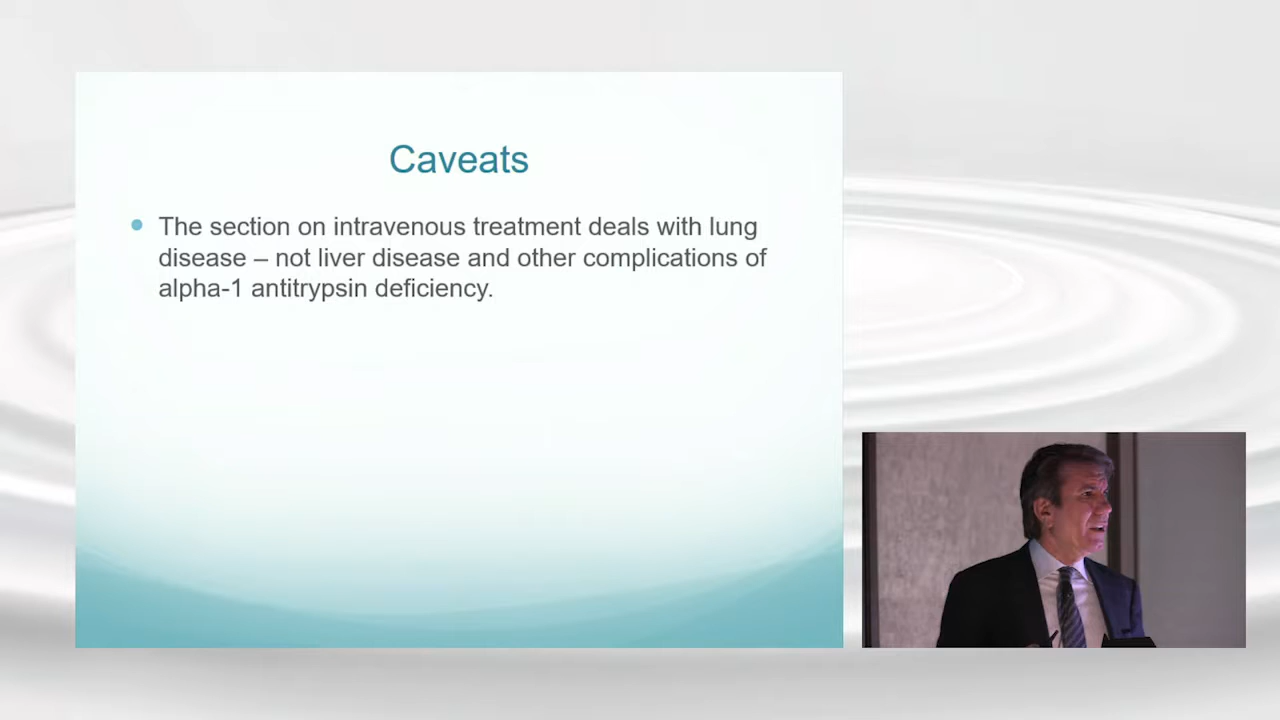 Caveats
The section on intravenous treatment deals with lung
disease – not liver disease and other complications of
alpha-1 antitrypsin deficiency.